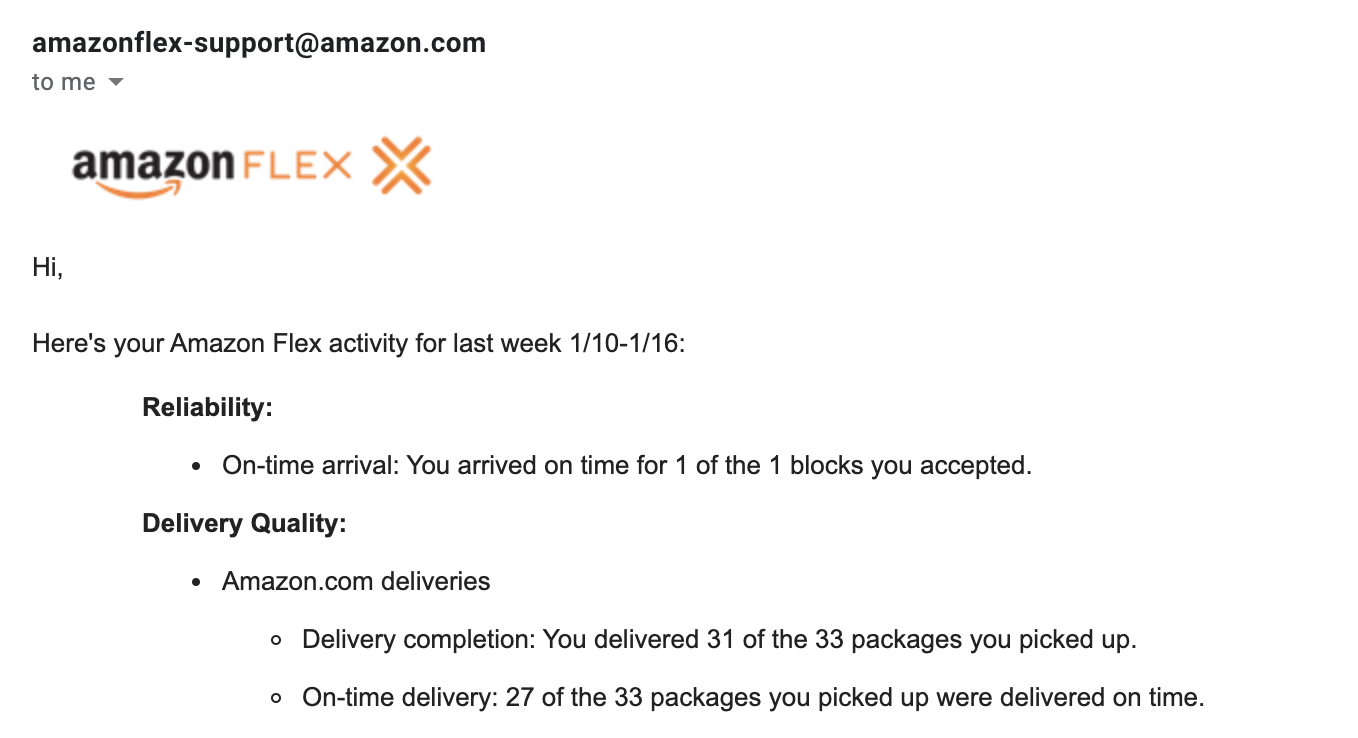 amazonflex-support@amazon.com
to me
amazon FLEX
Hi,
Here's your Amazon Flex activity for last week 1/10-1/16:
Reliability:
• On-time arrival: You arrived on time for 1 of the 1 blocks you accepted.
Delivery Quality:
• Amazon.com deliveries
○ Delivery completion: You delivered 31 of the 33 packages you picked up.
○ On-time delivery: 27 of the 33 packages you picked up were delivered on time.